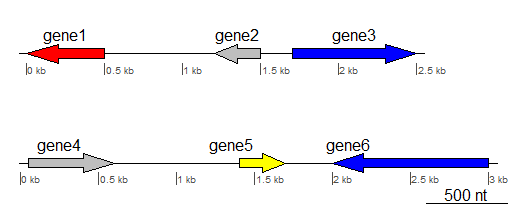 gene1 gene2 gene3
0 kb 0.5 kb 1 kb 1.5 kb 2 kb 2.5 kb
gene4 gene5 gene6
0 kb 0.5 kb 1 kb 1.5 kb 2 kb 2.5 kb 3 kb
500 nt